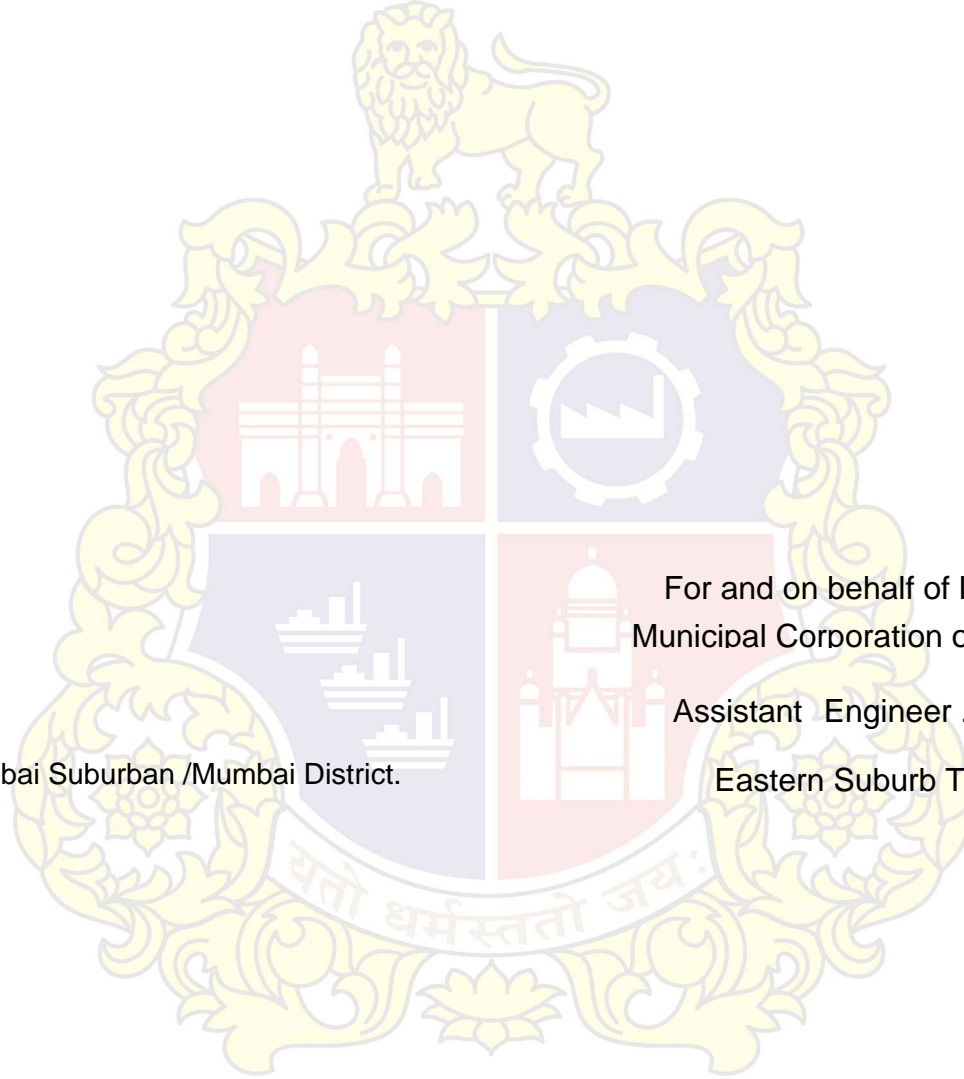 For and on behalf of
Municipal Corporation
Assistant Engineer .
bai Suburban /Mumbai District.
Eastern Suburb T
यतो धर्मस्ततो जयः